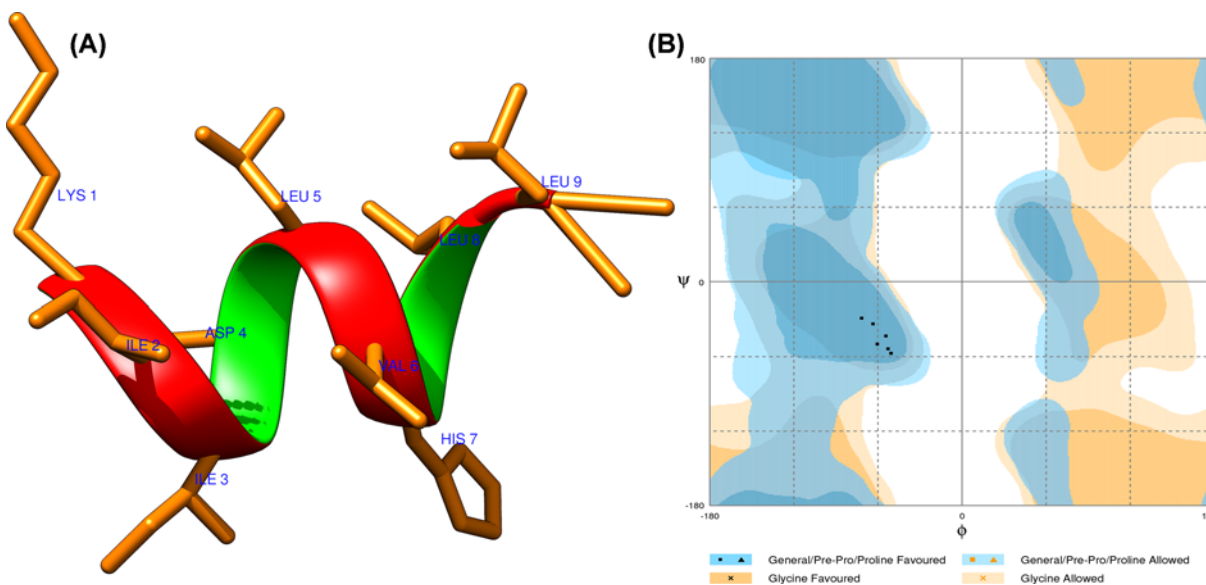 (A)
LYS 1
ILE 2
ILE 3
ASP 4
LEU 5
VAL 6
HIS 7
LEU 8
LEU 9
(B)
180
ψ
0
-180
-180
0
1
ϕ
General/Pre-Pro/Proline Favoured
General/Pre-Pro/Proline Allowed
Glycine Favoured
Glycine Allowed